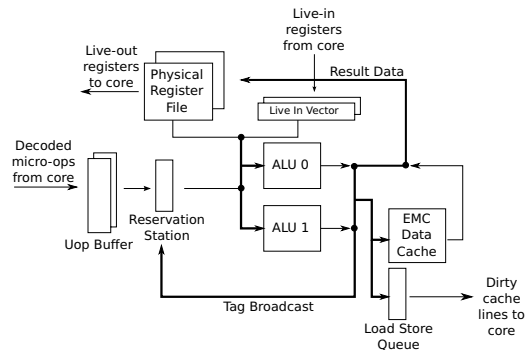 Live-in
registers
from core
Live-out
registers
to core
Physical
Register
File
Result Data
Live In Vector
Decoded
micro-ops
from core
ALU 0
ALU 1
Uop Buffer
Reservation
Station
EMC
Data
Cache
Tag Broadcast
Load Store
Queue
Dirty
cache
lines to
core